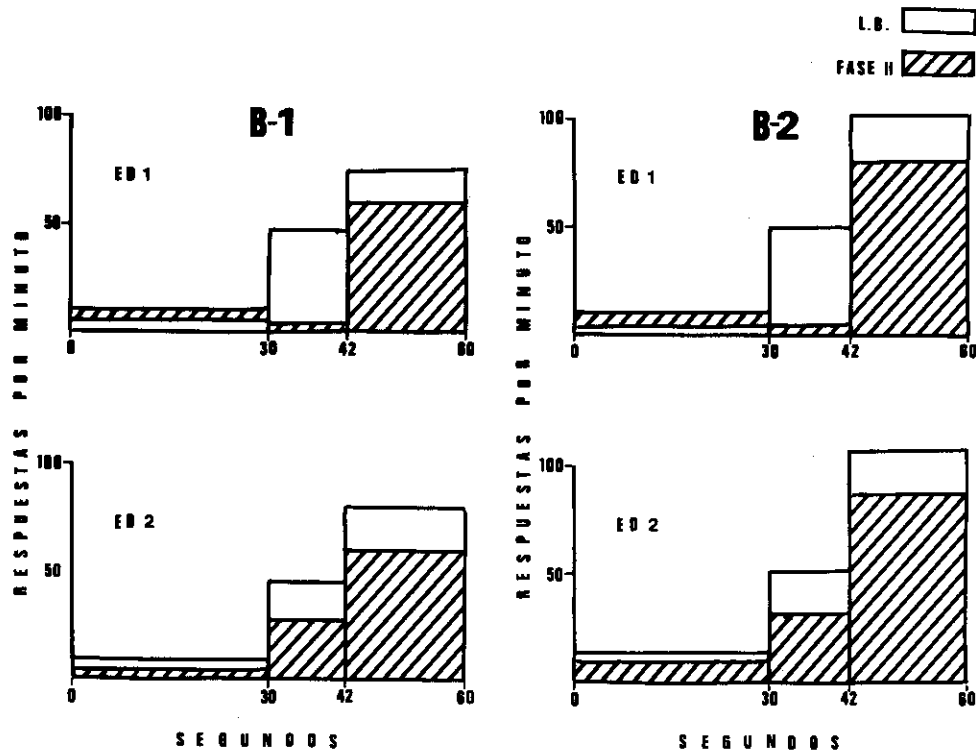 L.B.
FASE II
B-1
B-2
RESPUESTAS POR MINUTO
100
50
ED 1
0 30 42 60
100
50
ED 2
0 30 42 60
SEGUNDOS
RESPUESTAS POR MINUTO
100
50
ED 1
0 30 42 60
100
50
ED 2
0 30 42 60
SEGUNDOS